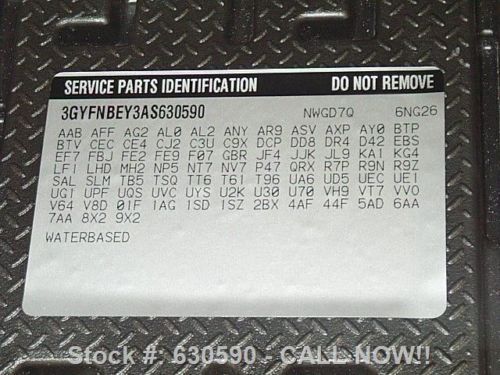 SERVICE PARTS IDENTIFICATION DO NOT REMOVE
3GYFNBEY3AS630590 NWGD7Q 6NG26
AAB AFF AG2 AL0 AL2 ANY AR9 ASV AXP AY0 BTP
BTV CEC CE4 CJ2 C3U C9X DCP DD8 DR4 D42 EBS
EF7 FBJ FE2 FE9 F07 GBR JF4 JJK JL9 KA1 KG4
LF1 LHD MH2 NP5 NT7 NV7 P47 QRX R7P R9N R9Z
SAL SLM TB5 TSQ TT6 T61 T96 UA6 UD5 UEC UE1
UG1 UPF UQS UVC UYS U2K U30 U70 VH9 VT7 VVO
V64 V8D 01F 1AG 1SD 1SZ 2BX 4AF 44F 5AD 6AA
7AA 8X2 9X2
WATERBASED
Stock #: 630590 - CALL NOW!!